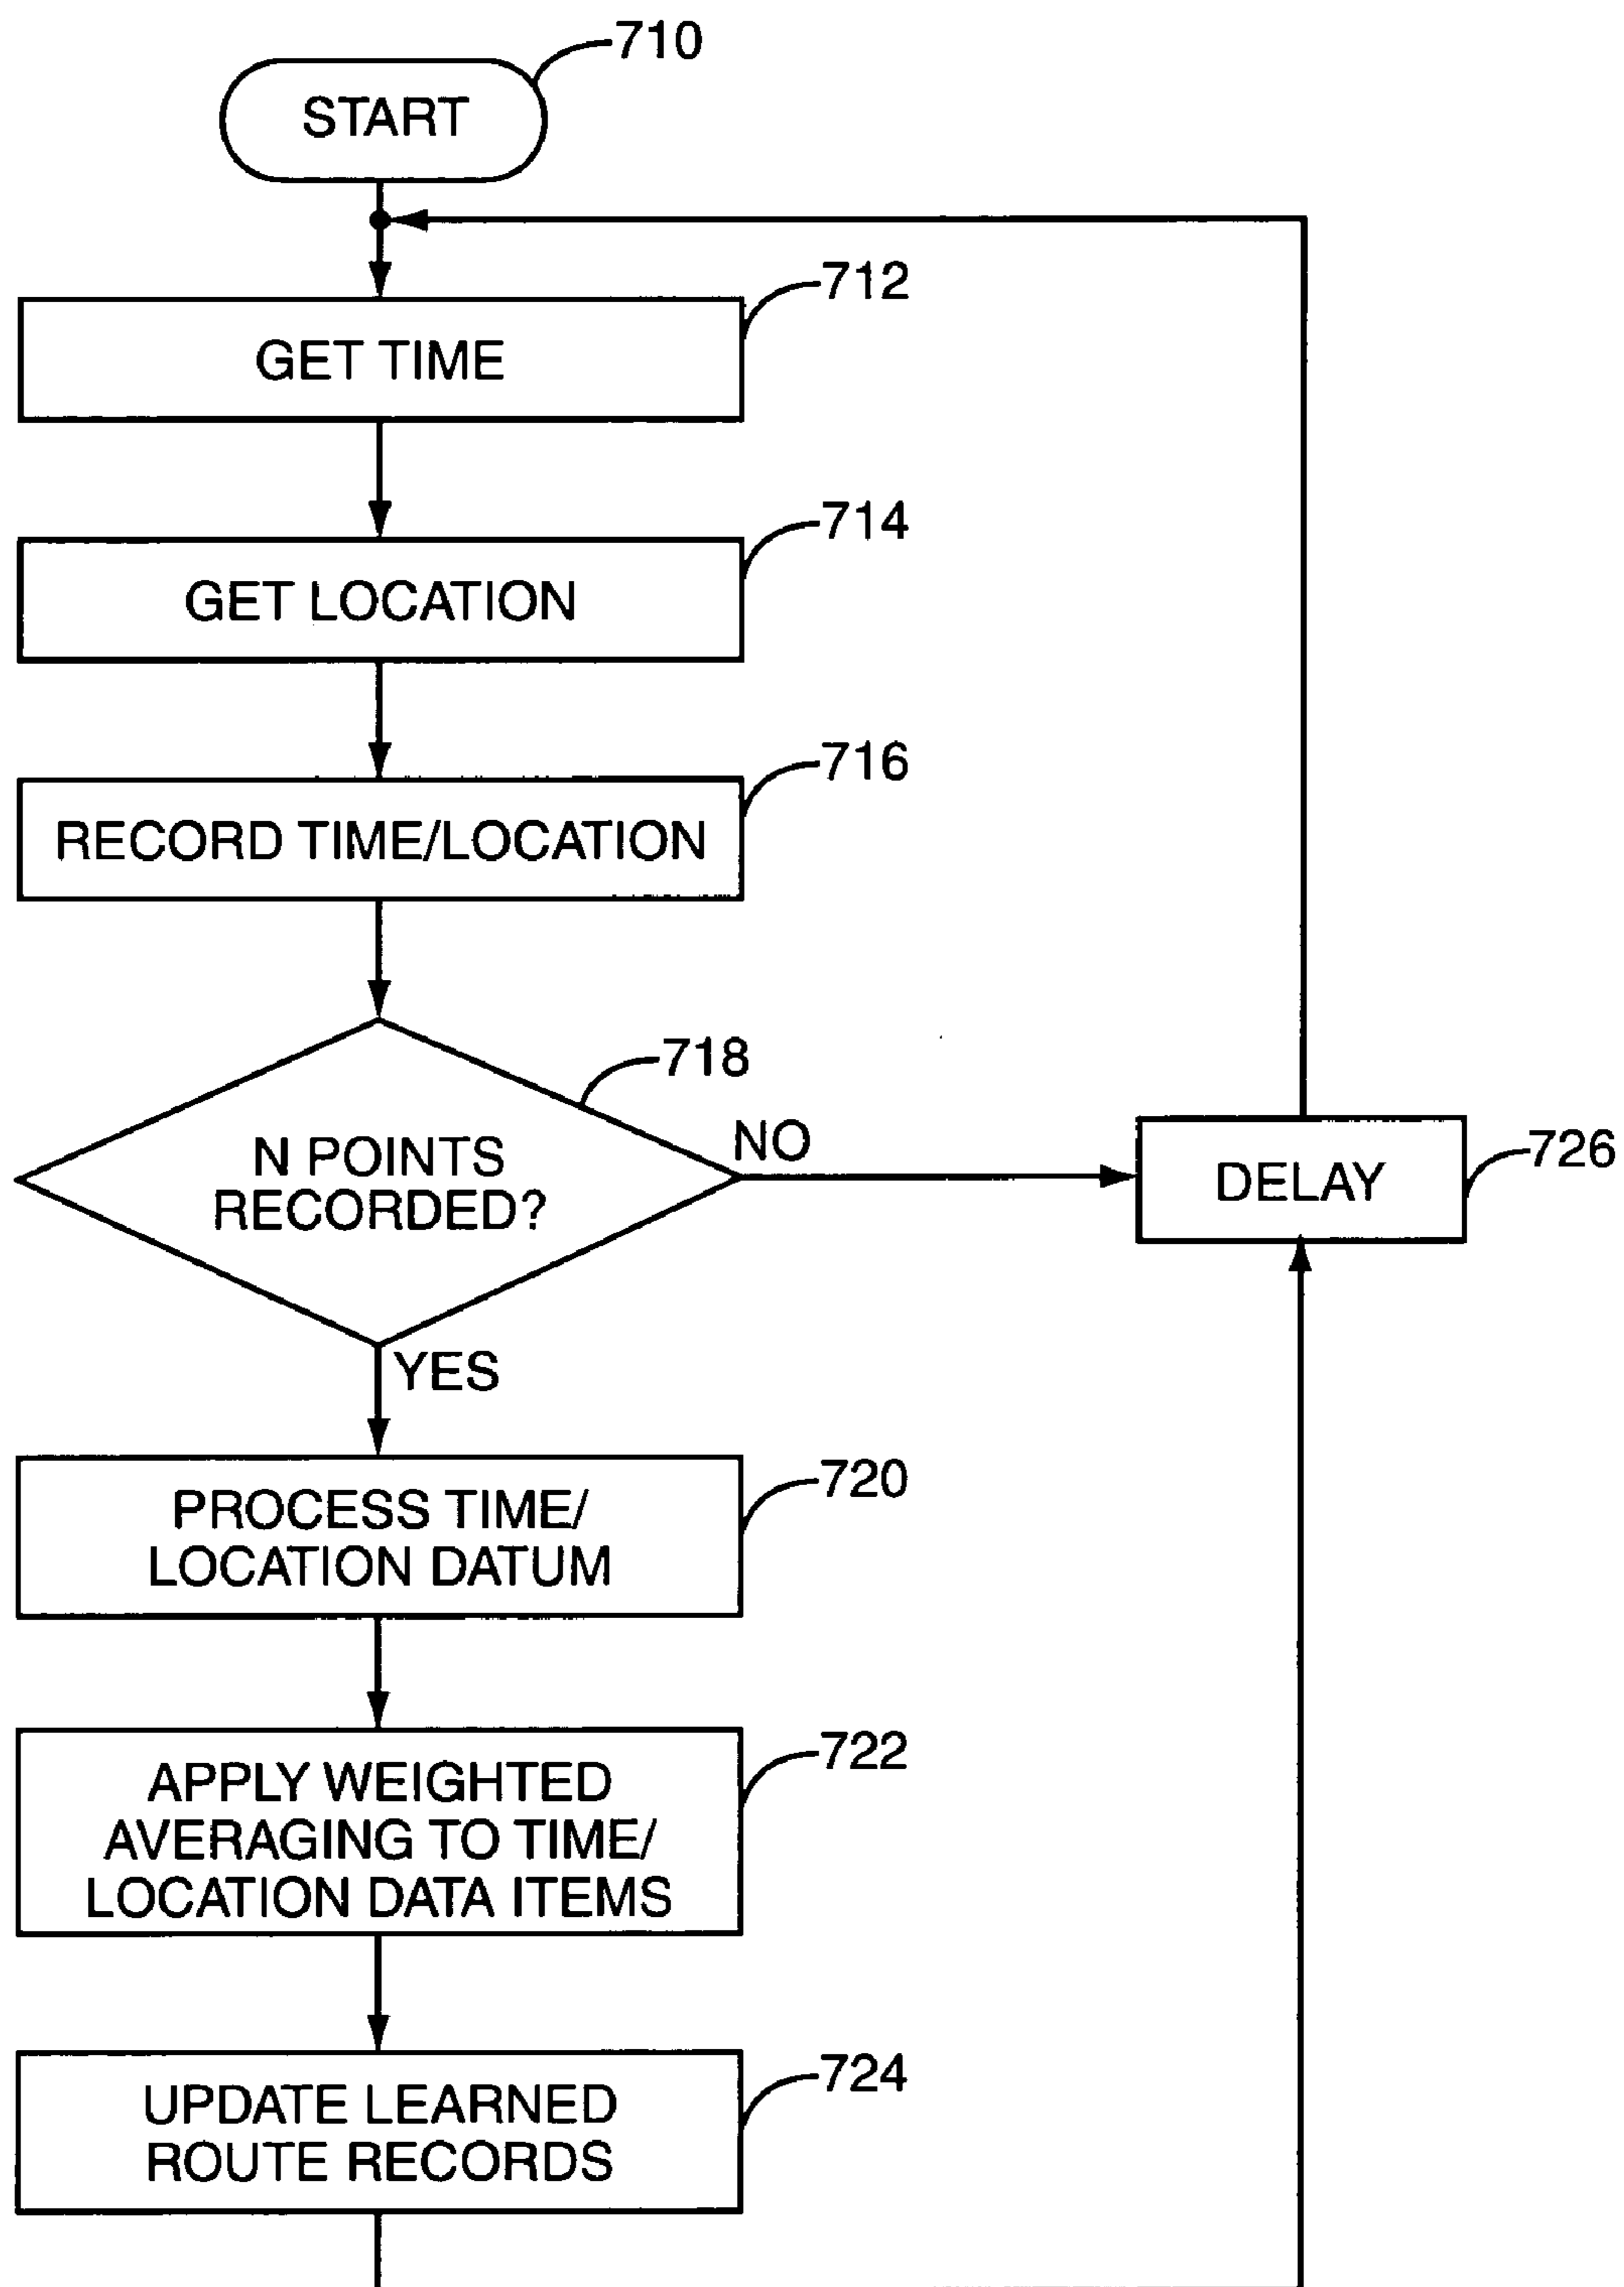 710
START
712
GET TIME
714
GET LOCATION
716
RECORD TIME/LOCATION
718
N POINTS
RECORDED?
NO
DELAY
726
YES
720
PROCESS TIME/
LOCATION DATUM
722
APPLY WEIGHTED
AVERAGING TO TIME/
LOCATION DATA ITEMS
724
UPDATE LEARNED
ROUTE RECORDS